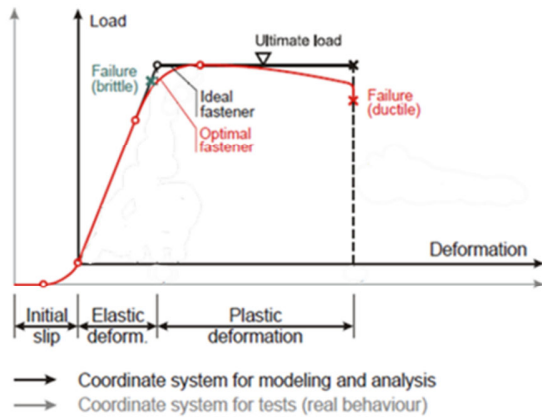 Load
Ultimate load
Failure
(brittle)
Ideal
fastener
Optimal
fastener
Failure
(ductile)
Deformation
Initial
slip
Elastic
deform.
Plastic
deformation
Coordinate system for modeling and analysis
Coordinate system for tests (real behaviour)